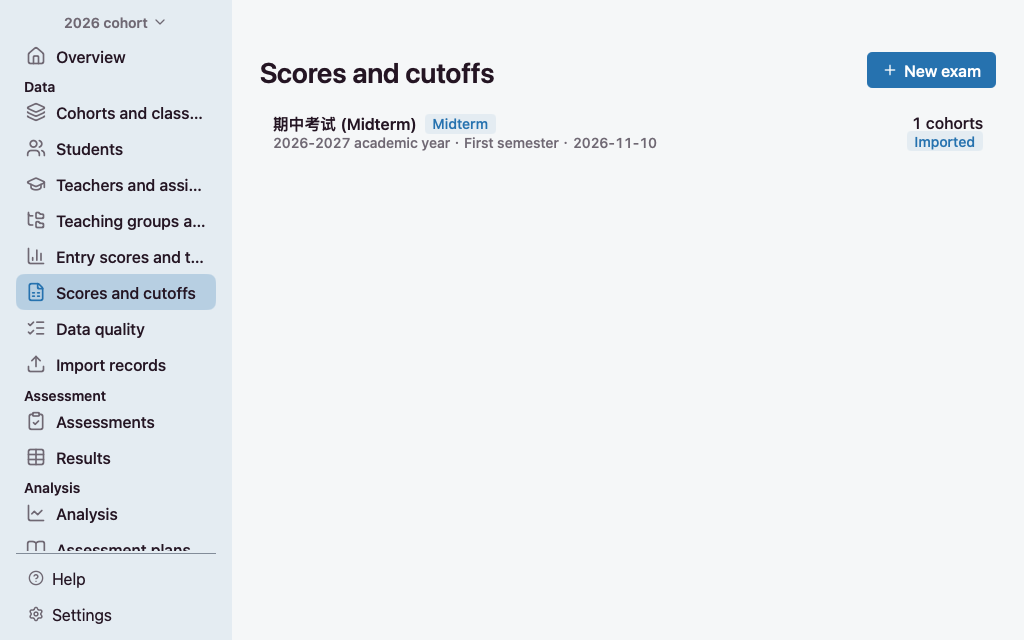 2026 cohort
Overview
Data
Cohorts and class...
Students
Teachers and assi...
Teaching groups a...
Entry scores and t...
Scores and cutoffs
Data quality
Import records
Assessment
Assessments
Results
Analysis
Analysis
Assessment plans
Help
Settings
Scores and cutoffs
New exam
期中考试 (Midterm) Midterm
2026-2027 academic year · First semester · 2026-11-10
1 cohorts
Imported